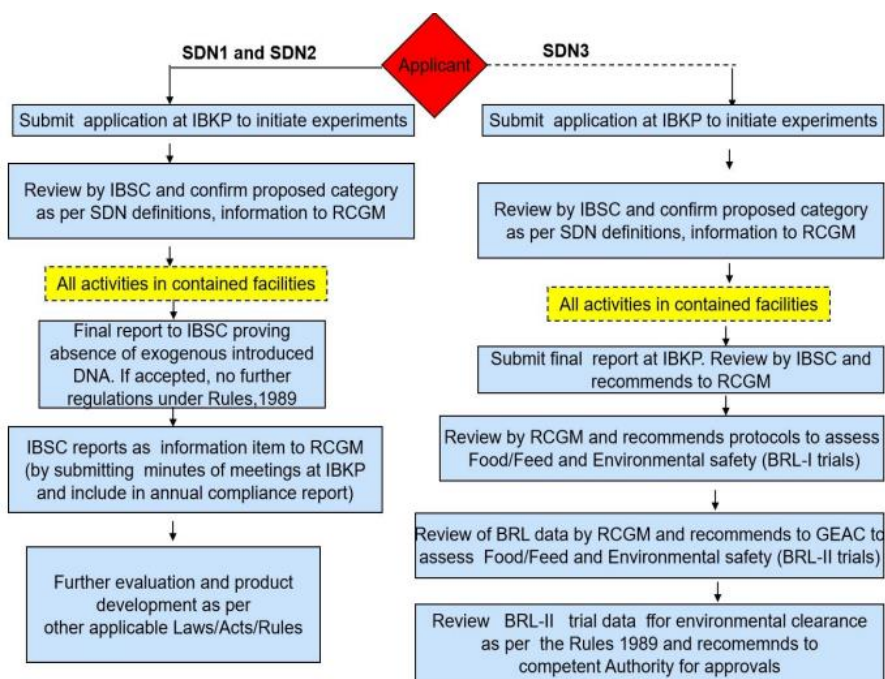 SDN1 and SDN2
Applicant
SDN3
Submit application at IBKP to initiate experiments
Review by IBSC and confirm proposed category
as per SDN definitions, information to RCGM
All activities in contained facilities
Final report to IBSC proving
absence of exogenous introduced
DNA. If accepted, no further
regulations under Rules,1989
IBSC reports as information item to RCGM
(by submitting minutes of meetings at IBKP
and include in annual compliance report)
Further evaluation and product
development as per
other applicable Laws/Acts/Rules
Submit application at IBKP to initiate experiments
Review by IBSC and confirm proposed category
as per SDN definitions, information to RCGM
All activities in contained facilities
Submit final report at IBKP. Review by IBSC and
recommends to RCGM
Review by RCGM and recommends protocols to assess
Food/Feed and Environmental safety (BRL-I trials)
Review of BRL data by RCGM and recommends to GEAC to
assess Food/Feed and Environmental safety (BRL-II trials)
Review BRL-II trial data ffor environmental clearance
as per the Rules 1989 and recomemnds to
competent Authority for approvals